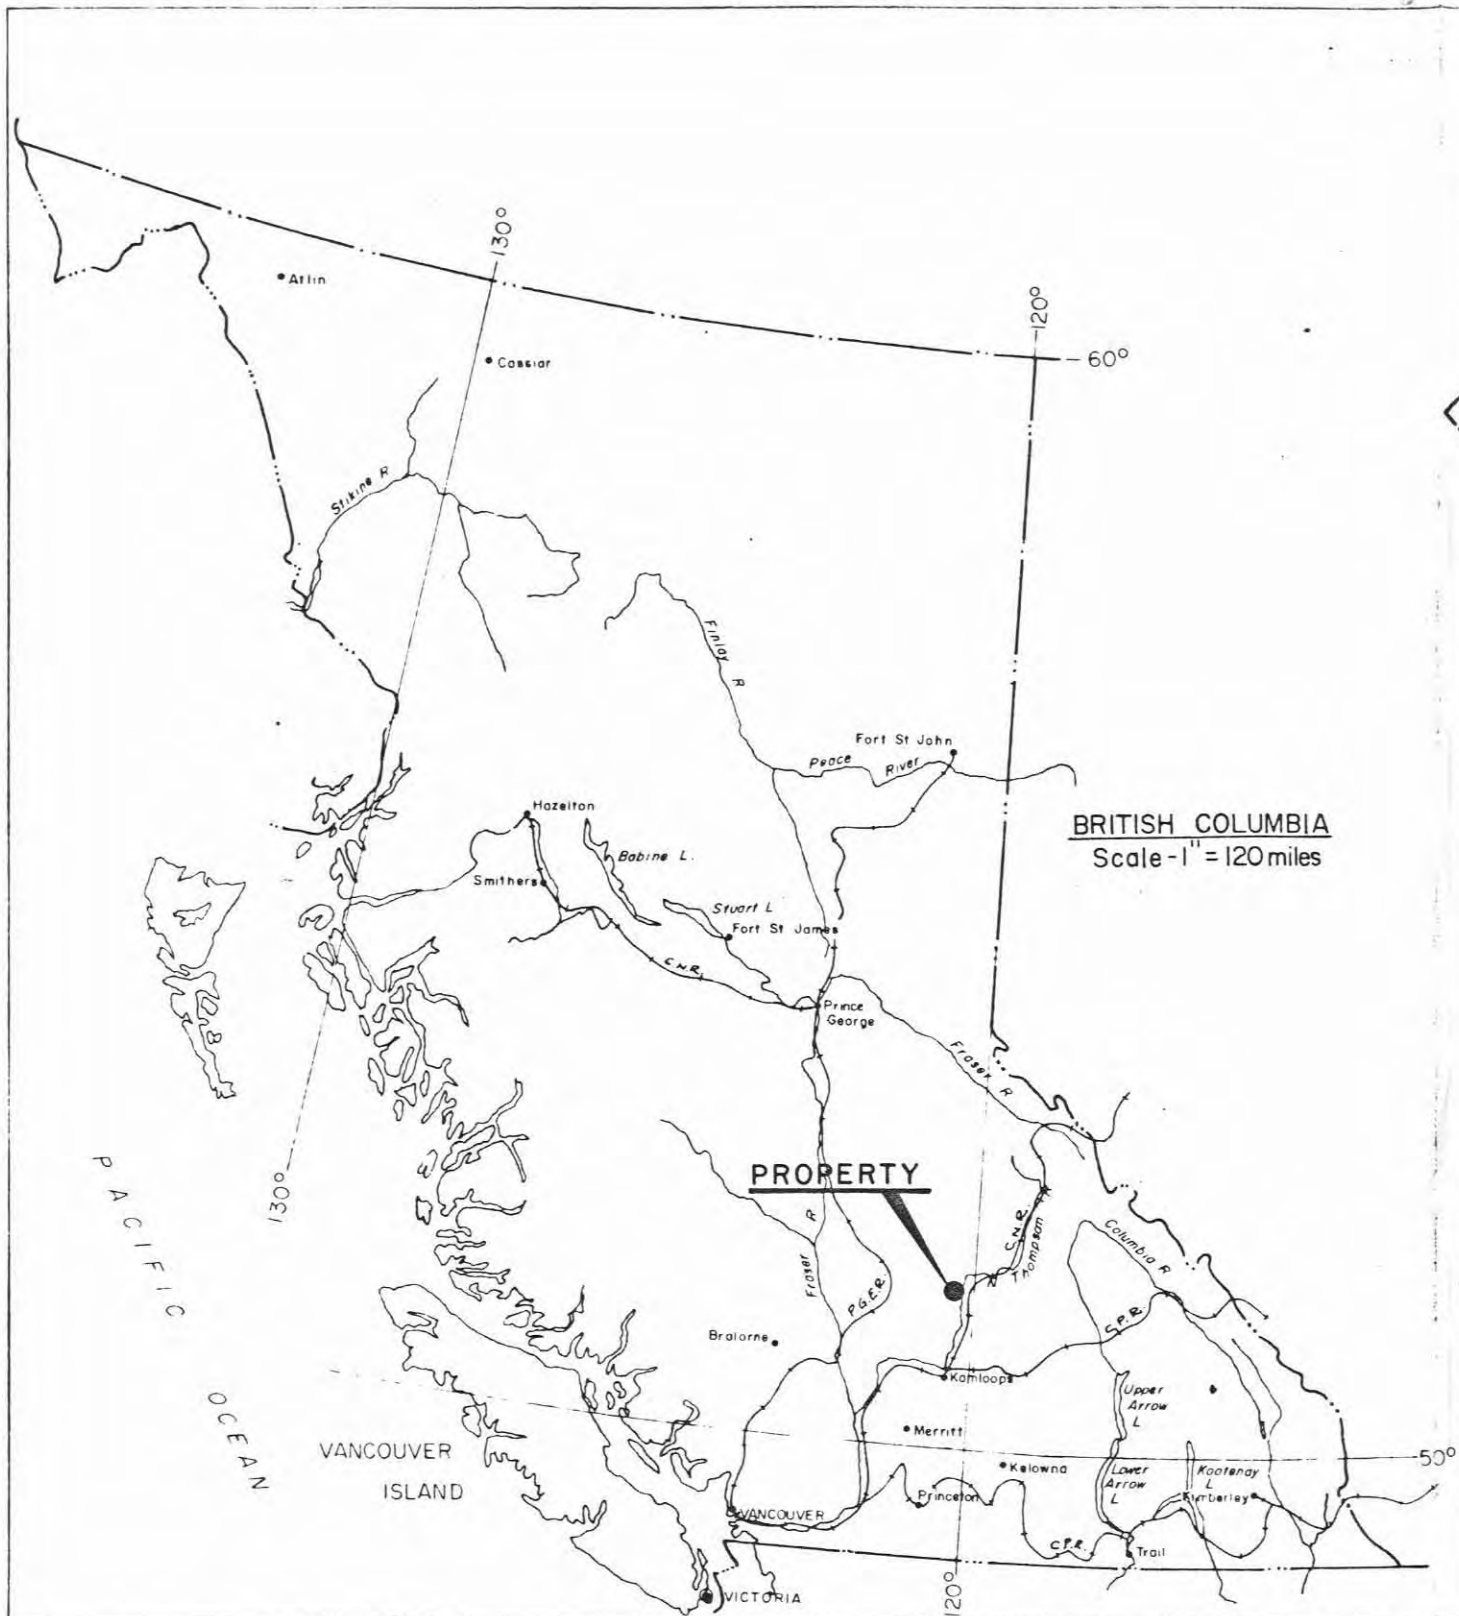 130°
Atlin
120°
Cassiar
60°
Stikine R
Finlay R
Fort St John
Peace River
Hazelton
BRITISH COLUMBIA
Scale-1" = 120 miles
Babine L.
Smithers
Stuart L
Fort St James
C.N.R.
Prince
George
Fraser R
PROPERTY
PACIFIC
OCEAN
130°
C.N.R.
N Thompson
Columbia R
Fraser R
P.G.E.R.
C.P.R.
Bralorne
Kamloops
Upper
Arrow
L
Merritt
VANCOUVER
ISLAND
50°
Kelowna
Lower
Arrow
L
Kootenay
L
Kimberley
Princeton
VANCOUVER
C.P.R.
Trail
VICTORIA
120°